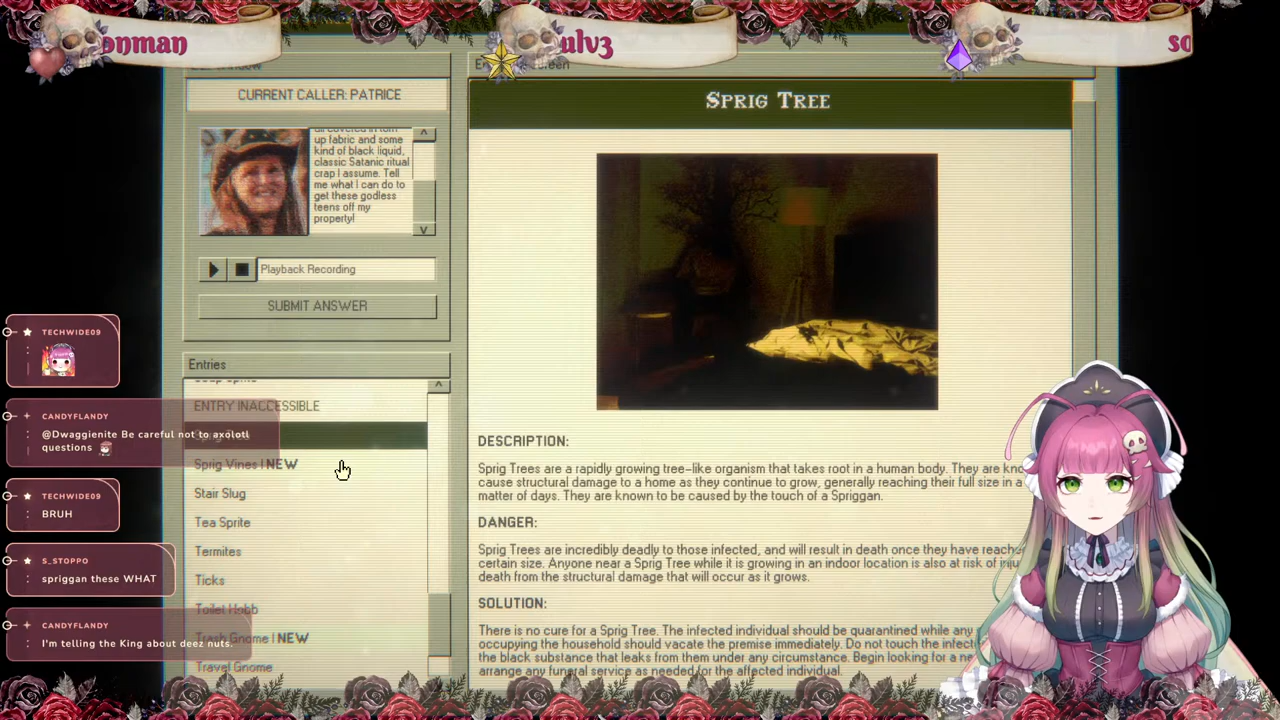 onman
ulv3
so
CURRENT CALLER: PATRICE
up fabric and some
kind of black liquid,
classic Satanic ritual
crap I assume. Tell
me what I can do to
get these godless
teens off my
property!
Playback Recording
SUBMIT ANSWER
Entries
ENTRY INACCESSIBLE
Sprig Vines | NEW
Stair Slug
Tea Sprite
Termites
Ticks
Toilet Hobb
Trash Gnome | NEW
Travel Gnome
SPRIG TREE
DESCRIPTION:
Sprig Trees are a rapidly growing tree-like organism that takes root in a human body. They are kno
cause structural damage to a home as they continue to grow, generally reaching their full size in a
matter of days. They are known to be caused by the touch of a Spriggan.
DANGER:
Sprig Trees are incredibly deadly to those infected, and will result in death once they have reache
certain size. Anyone near a Sprig Tree while it is growing in an indoor location is also at risk of inju
death from the structural damage that will occur as it grows.
SOLUTION:
There is no cure for a Sprig Tree. The infected individual should be quarantined while any
occupying the household should vacate the premise immediately. Do not touch the infect
the black substance that leaks from them under any circumstance. Begin looking for a ne
arrange any funeral service as needed for the affected individual.
TECHWIDE09
CANDYFLANDY
@Dwaggienite Be careful not to axolotl
questions
TECHWIDE09
BRUH
S_STOPPO
spriggan these WHAT
CANDYFLANDY
I'm telling the King about deez nuts.